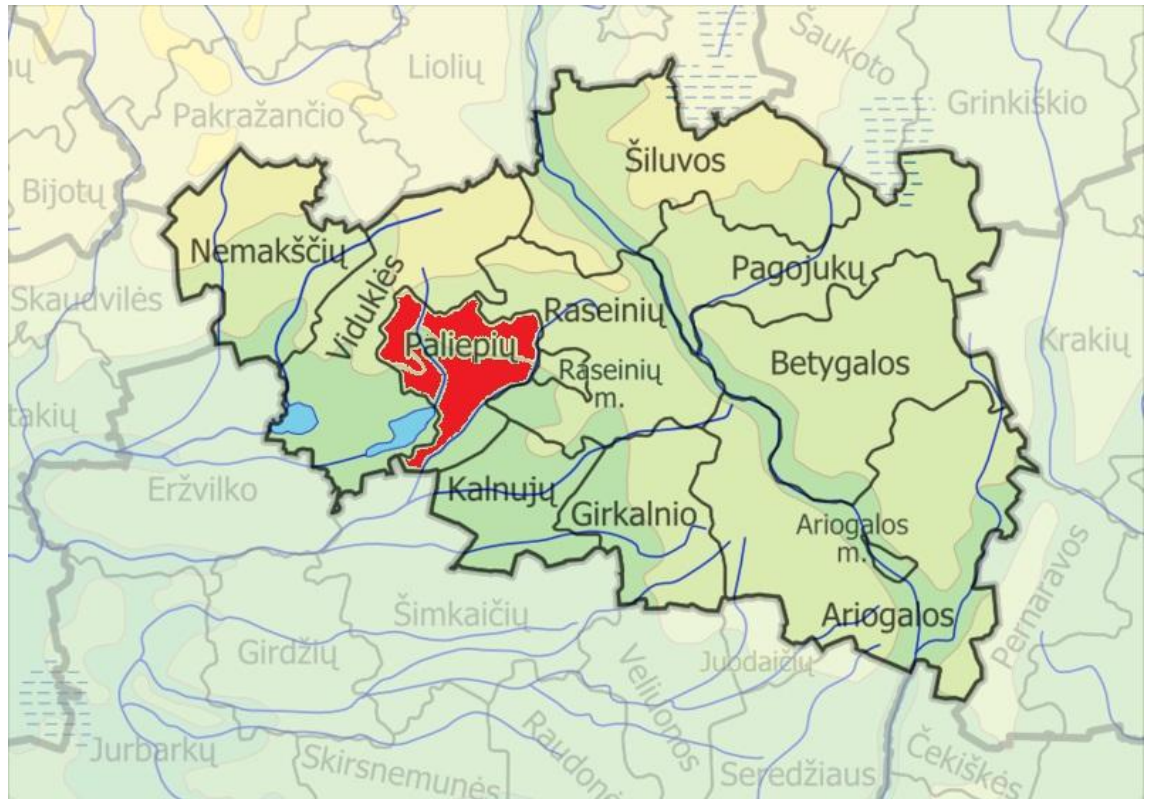 Šaukoto
Liolių
Grinkiškio
Pakražančio
Šiluvos
Bijotų
Nemakščių
Pagojukų
Skaudvilės
Viduklės
Raseinių
Krakių
Paliepių
Betygalos
Raseinių
m.
takių
Eržvilko
Kalnujų
Girkalnio
Ariogalos
m.
Pernaravos
Šimkaičių
Ariogalos
Girdžių
Veliuonos
Juodaičių
Jurbarkų
Skirsnemunės
Raudonė
Seredžiaus
Čekiškės